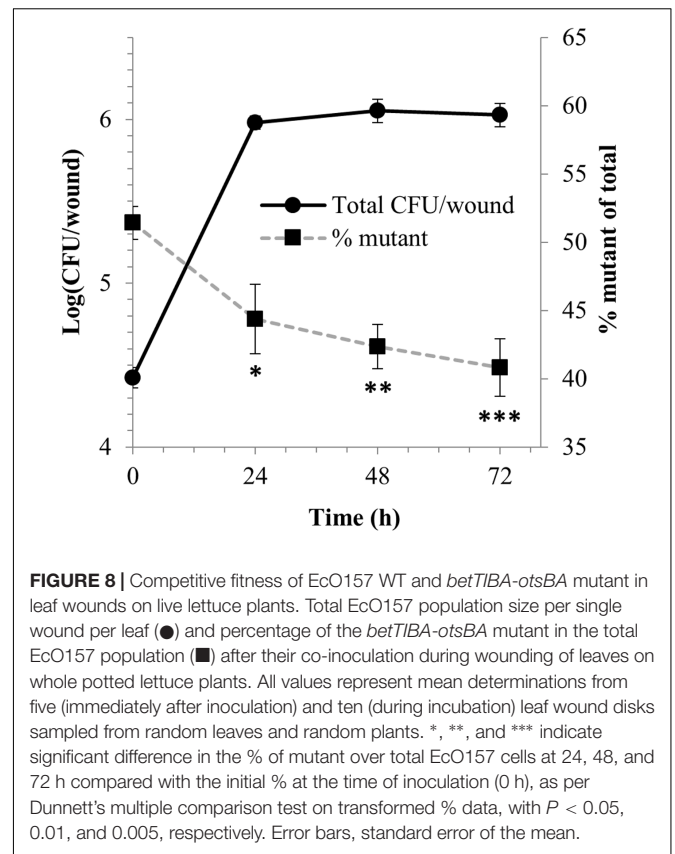 65
60
55
50
45
40
35
% mutant of total
6
5
4
Log(CFU/wound)
Total CFU/wound
% mutant
*
**
***
0 24 48 72
Time (h)
FIGURE 8 | Competitive fitness of EcO157 WT and betTIBA-otsBA mutant in
leaf wounds on live lettuce plants. Total EcO157 population size per single
wound per leaf (●) and percentage of the betTIBA-otsBA mutant in the total
EcO157 population (■) after their co-inoculation during wounding of leaves on
whole potted lettuce plants. All values represent mean determinations from
five (immediately after inoculation) and ten (during incubation) leaf wound disks
sampled from random leaves and random plants. *, **, and *** indicate
significant difference in the % of mutant over total EcO157 cells at 24, 48, and
72 h compared with the initial % at the time of inoculation (0 h), as per
Dunnett's multiple comparison test on transformed % data, with P < 0.05,
0.01, and 0.005, respectively. Error bars, standard error of the mean.